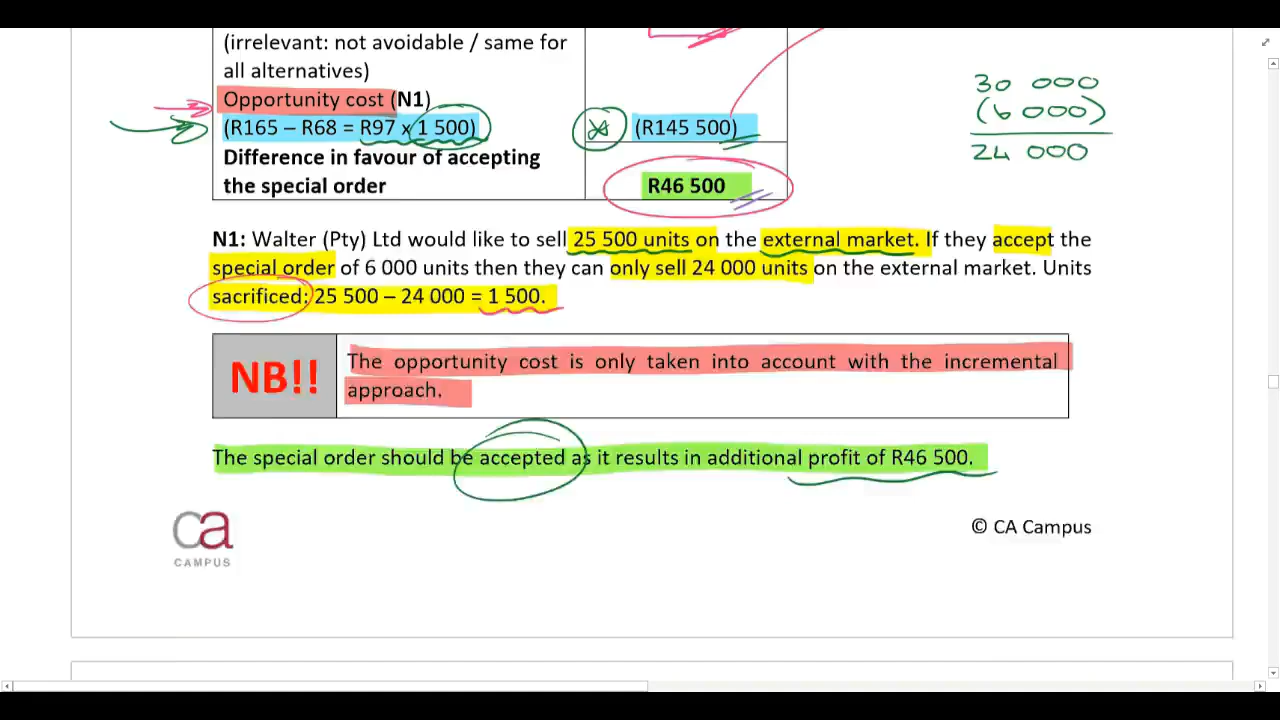 (irrelevant: not avoidable / same for
all alternatives)
Opportunity cost (N1)
(R165 – R68 = R97 x 1 500)
(R145 500)
Difference in favour of accepting
the special order
R46 500
30 000
(6 000)
24 000
N1: Walter (Pty) Ltd would like to sell 25 500 units on the external market. If they accept the
special order of 6 000 units then they can only sell 24 000 units on the external market. Units
sacrificed: 25 500 – 24 000 = 1 500.
NB!!
The opportunity cost is only taken into account with the incremental
approach.
The special order should be accepted as it results in additional profit of R46 500.
ca
CAMPUS
© CA Campus